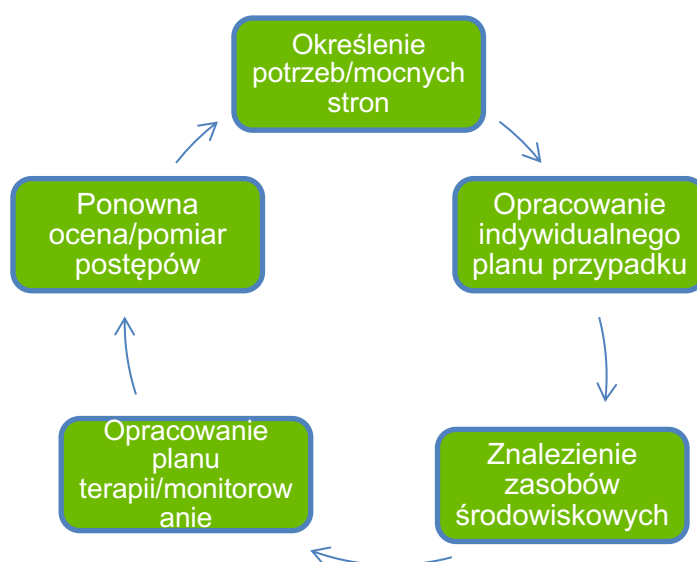 Określenie
potrzeb/mocnych
stron
Opracowanie
indywidualnego
planu przypadku
Znalezienie
zasobów
środowiskowych
Opracowanie
planu
terapii/monitorow
anie
Ponowna
ocena/pomiar
postępów